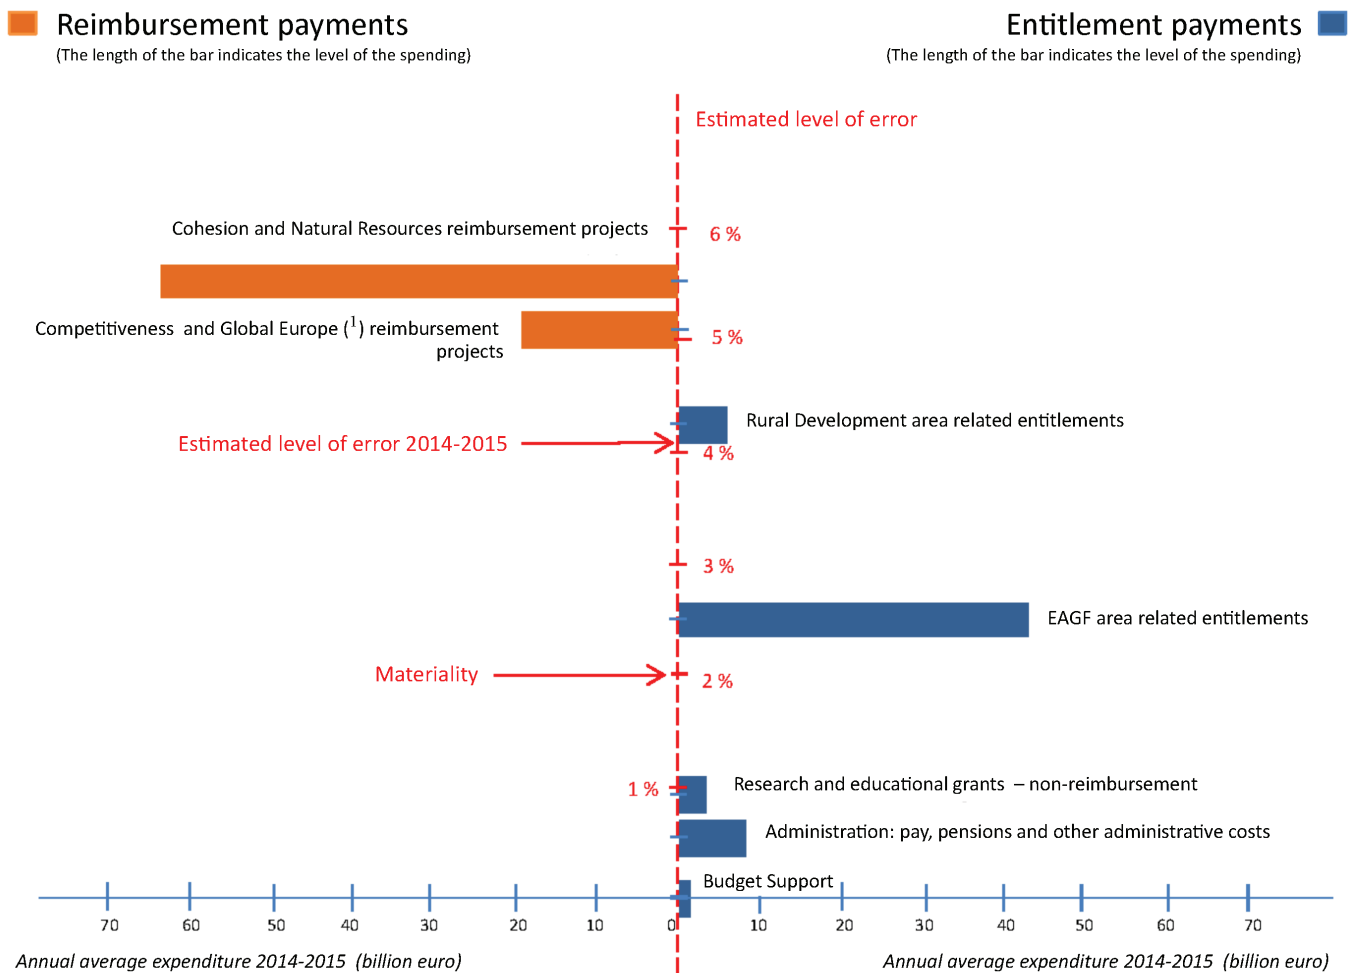 Reimbursement payments
(The length of the bar indicates the level of the spending)
Entitlement payments
(The length of the bar indicates the level of the spending)
Estimated level of error
Cohesion and Natural Resources reimbursement projects
6 %
Competitiveness and Global Europe (1) reimbursement
projects
5 %
Rural Development area related entitlements
Estimated level of error 2014-2015
4 %
3 %
EAGF area related entitlements
Materiality
2 %
1 %
Research and educational grants – non-reimbursement
Administration: pay, pensions and other administrative costs
Budget Support
70 60 50 40 30 20 10 0 10 20 30 40 50 60 70
Annual average expenditure 2014-2015 (billion euro)
Annual average expenditure 2014-2015 (billion euro)